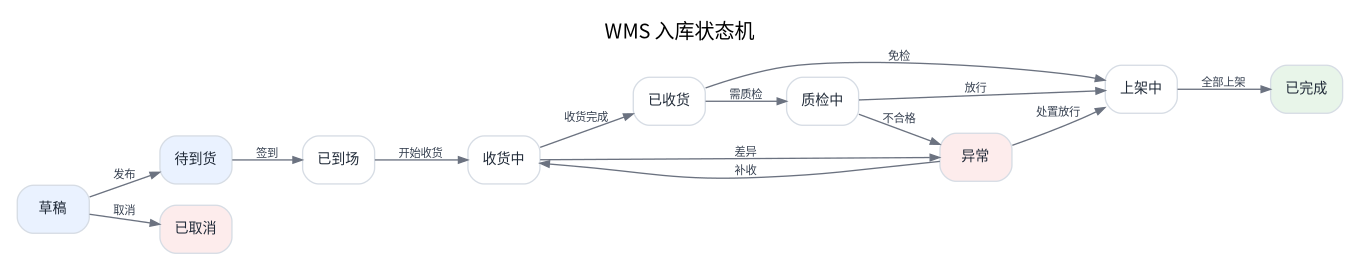 WMS 入库状态机
免检
已收货
需质检
质检中
放行
上架中
全部上架
已完成
收货完成
不合格
处置放行
待到货
签到
已到场
开始收货
收货中
差异
异常
补收
发布
草稿
取消
已取消